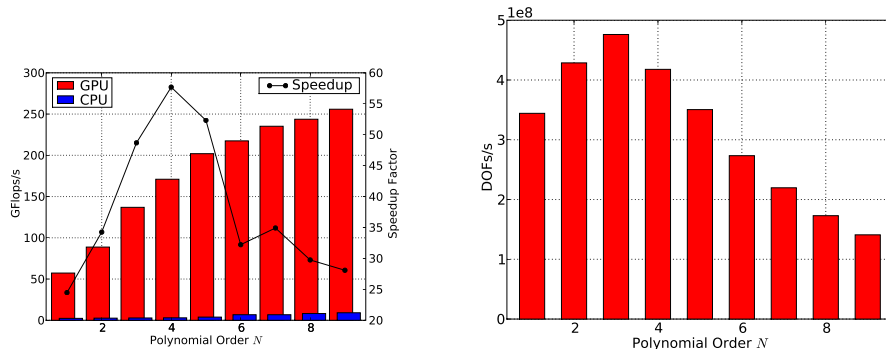 300
250
200
150
100
50
0
GFlops/s
GPU
CPU
Speedup
60
55
50
45
40
35
30
25
20
Speedup Factor
2 4 6 8
Polynomial Order N
1e8
5
4
3
2
1
0
DOFs/s
2 4 6 8
Polynomial Order N